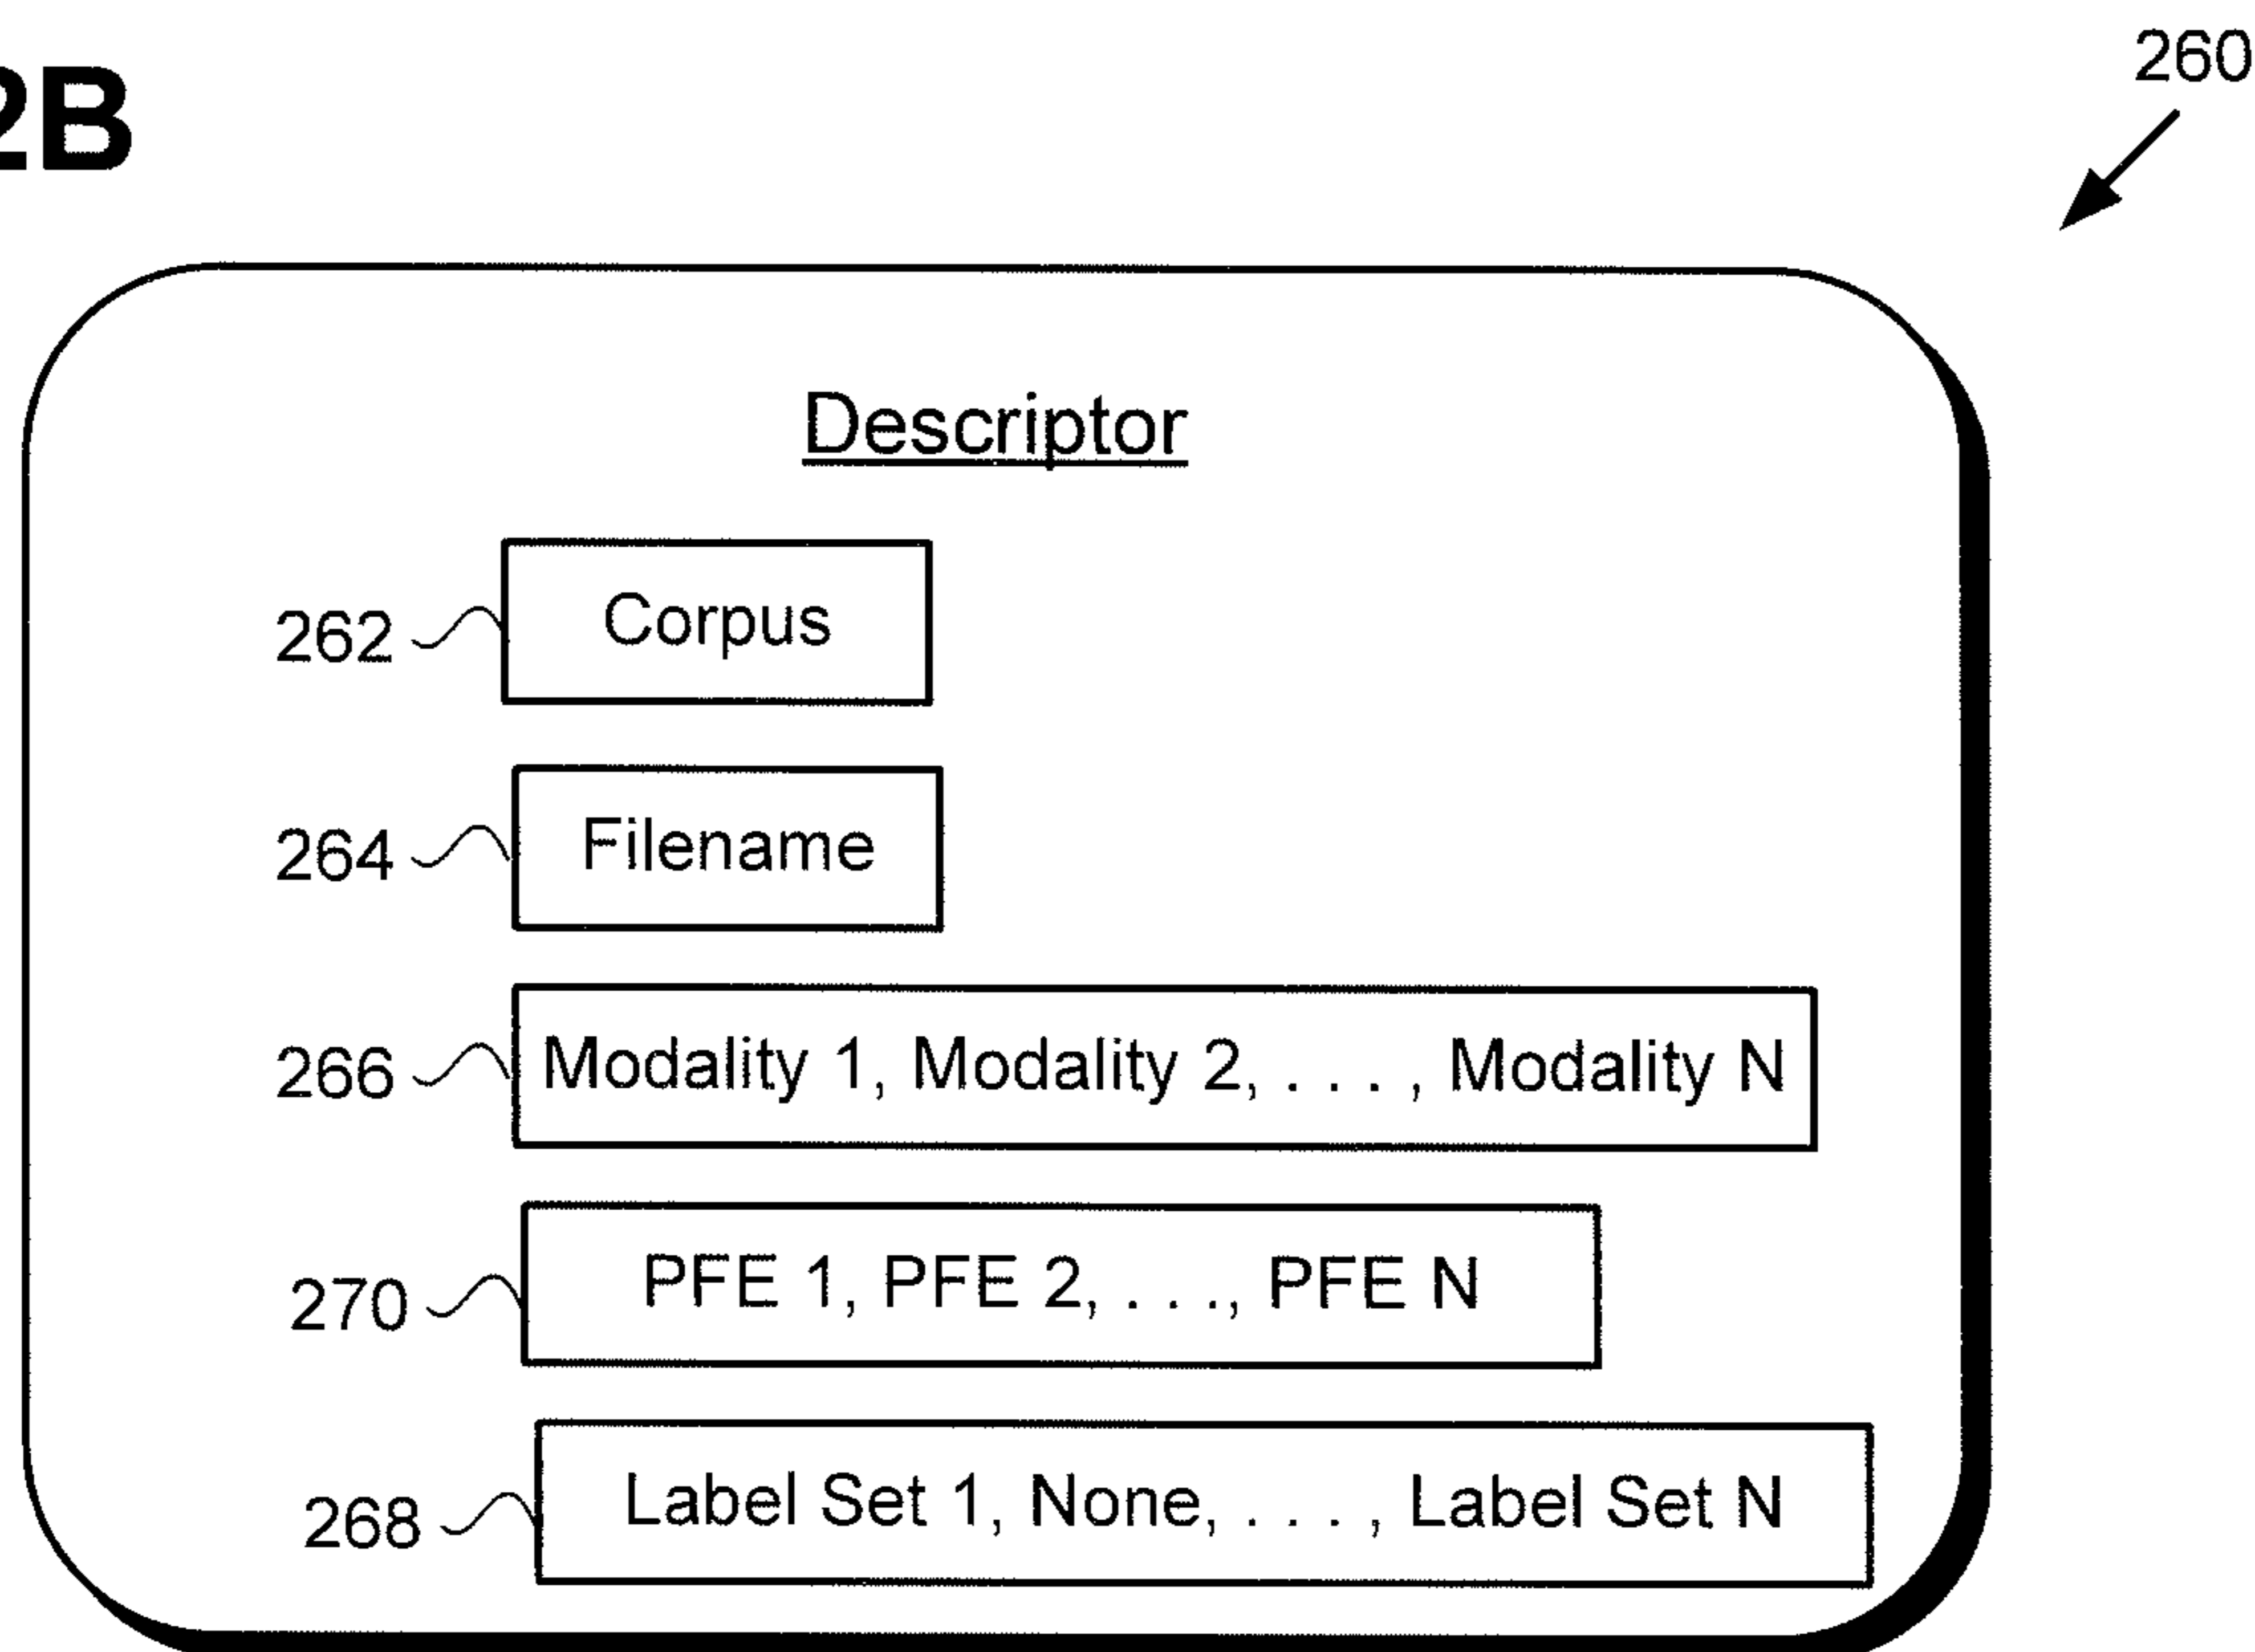 2B
260
Descriptor
262 Corpus
264 Filename
266 Modality 1, Modality 2, . . . , Modality N
270 PFE 1, PFE 2, . . ., PFE N
268 Label Set 1, None, . . . , Label Set N